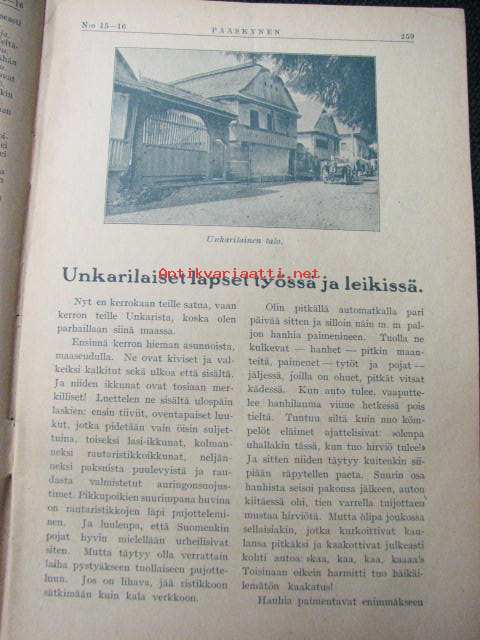 N:o 15—16
PÄÄSKYNEN
259
Unkarilainen talo.
Antikvariaatti.net
Unkarilaiset lapset työssä ja leikissä.
Nyt en kerrokaan teille satua, vaan
kerron teille Unkarista, koska olen
parhaillaan siinä maassa.
Ensinnä kerron hieman asunnoista,
maaseudulla. Ne ovat kiviset ja val-
keiksi kalkitut sekä ulkoa että sisältä.
Ja niiden ikkunat ovat tosiaan mer-
killiset! Luettelen ne sisältä ulospäin
laskien: ensin tiiviit, oventapaiset luu-
kut, jotka pidetään vain öisin suljet-
tuina, toiseksi lasi-ikkunat, kolman-
neksi rautaristikkoikkunat, neljän-
neksi paksuista puulevyistä ja rau-
dasta valmistetut auringonsuojus-
timet. Pikkupoikien suurimpana huvina
on rautaristikkojen läpi pujottelemi-
nen. Ja luulenpa, että Suomenkin
pojat hyvin mielellään urheilisivat
siten. Mutta täytyy olla verrattain
laiha pystyäkseen tuollaiseen pujotte-
luun. Jos on lihava, jää ristikkoon
sätkimään kuin kala verkkoon.
Olin pitkällä automatkalla pari
päivää sitten ja silloin näin m. m pal-
jon hanhia paimenineen. Tuolla ne
kulkevat — hanhet — pitkin maan-
teitä, paimenet — tytöt ja pojat —
jäljessä, joilla on ohuet, pitkät vitsat
kädessä. Kun auto tulee, vaaputte-
lee hanhilauma viime hetkessä pois
tieltä. Tuntuu siltä kuin nuo köm-
pelöt eläimet ajattelisivat: »olenpa
uhallakin tässä, kun tuo hirviö tulee!»
Ja sitten niiden täytyy kuitenkin sii-
piään räpytellen paeta. Suurin osa
hanhista seisoi pakonsa jälkeen, auton
kiitäessä ohi, tien varrella tuijottaen
mustaa hirviötä. Mutta olipa joukossa
sellaisiakin, jotka kurkoittivat kau-
lansa pitkäksi ja kaakottivat julkeasti
kohti autoa: »kaa, kaa, kaa, kaaa!»
Toisinaan oikein harmitti tuo häikäi-
lemätön kaakatus!
Hanhia paimentavat enimmäkseen